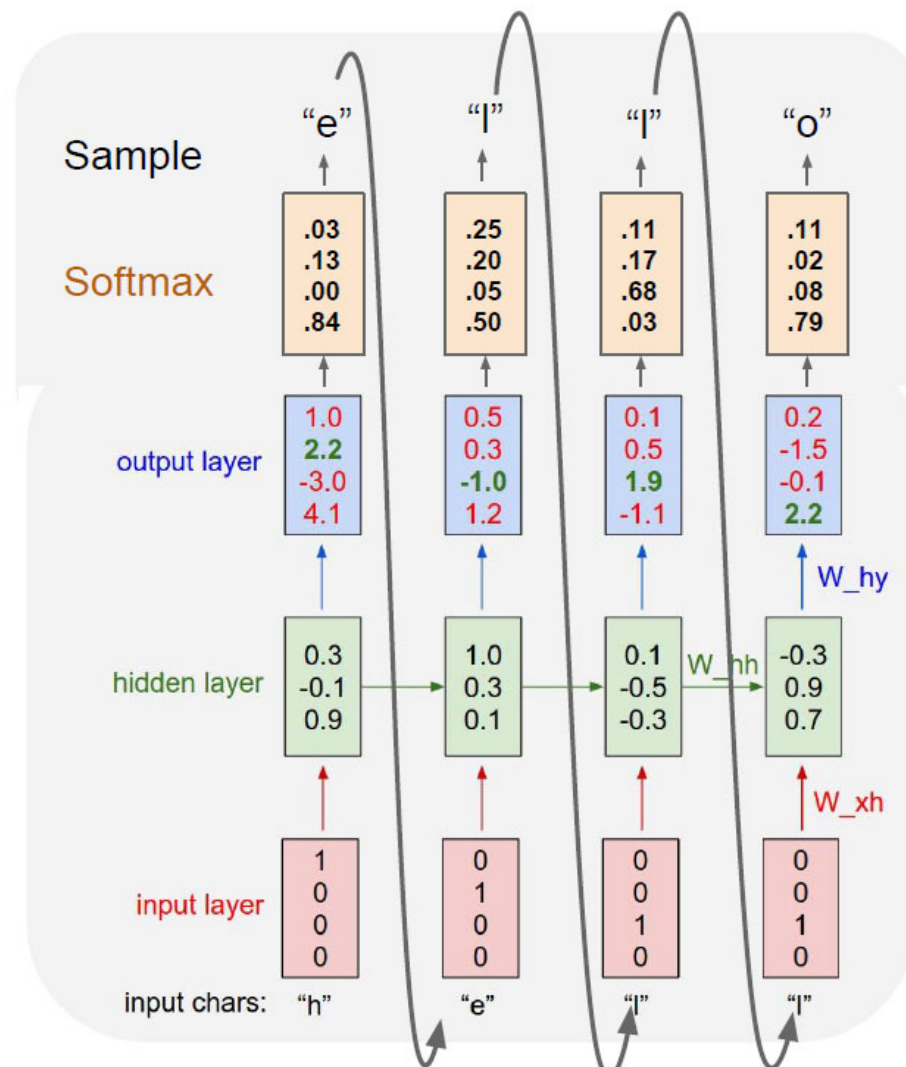 “e” “l” “l” “o”
Sample
.03 .25 .11 .11
.13 .20 .17 .02
Softmax
.00 .05 .68 .08
.84 .50 .03 .79
1.0 0.5 0.1 0.2
2.2 0.3 0.5 -1.5
output layer
-3.0 -1.0 1.9 -0.1
4.1 1.2 -1.1 2.2
W_hy
0.3 1.0 0.1 W_hh -0.3
hidden layer -0.1 0.3 -0.5 0.9
0.9 0.1 -0.3 0.7
W_xh
1 0 0 0
0 1 0 0
input layer
0 0 1 1
0 0 0 0
input chars: “h” “e” “l” “l”